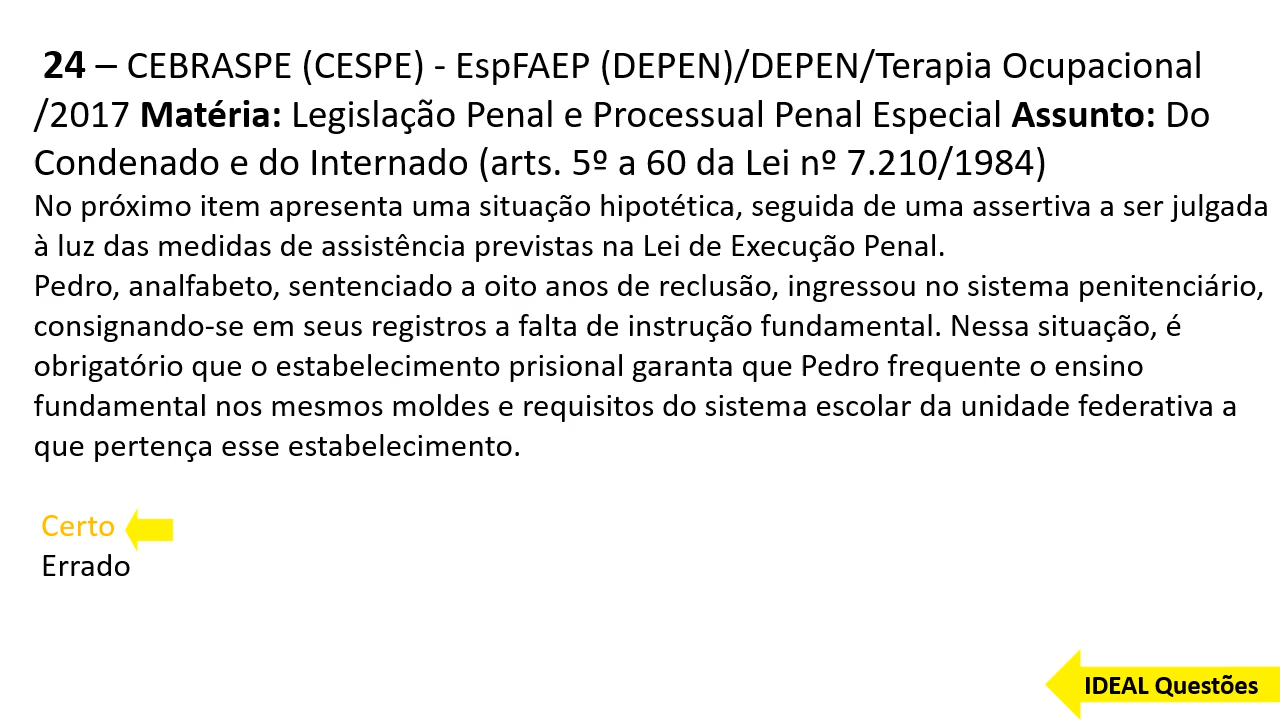 24 – CEBRASPE (CESPE) - EspFAEP (DEPEN)/DEPEN/Terapia Ocupacional
/2017 Matéria: Legislação Penal e Processual Penal Especial Assunto: Do
Condenado e do Internado (arts. 5º a 60 da Lei nº 7.210/1984)
No próximo item apresenta uma situação hipotética, seguida de uma assertiva a ser julgada
à luz das medidas de assistência previstas na Lei de Execução Penal.
Pedro, analfabeto, sentenciado a oito anos de reclusão, ingressou no sistema penitenciário,
consignando-se em seus registros a falta de instrução fundamental. Nessa situação, é
obrigatório que o estabelecimento prisional garanta que Pedro frequente o ensino
fundamental nos mesmos moldes e requisitos do sistema escolar da unidade federativa a
que pertença esse estabelecimento.
Certo
Errado
IDEAL Questões